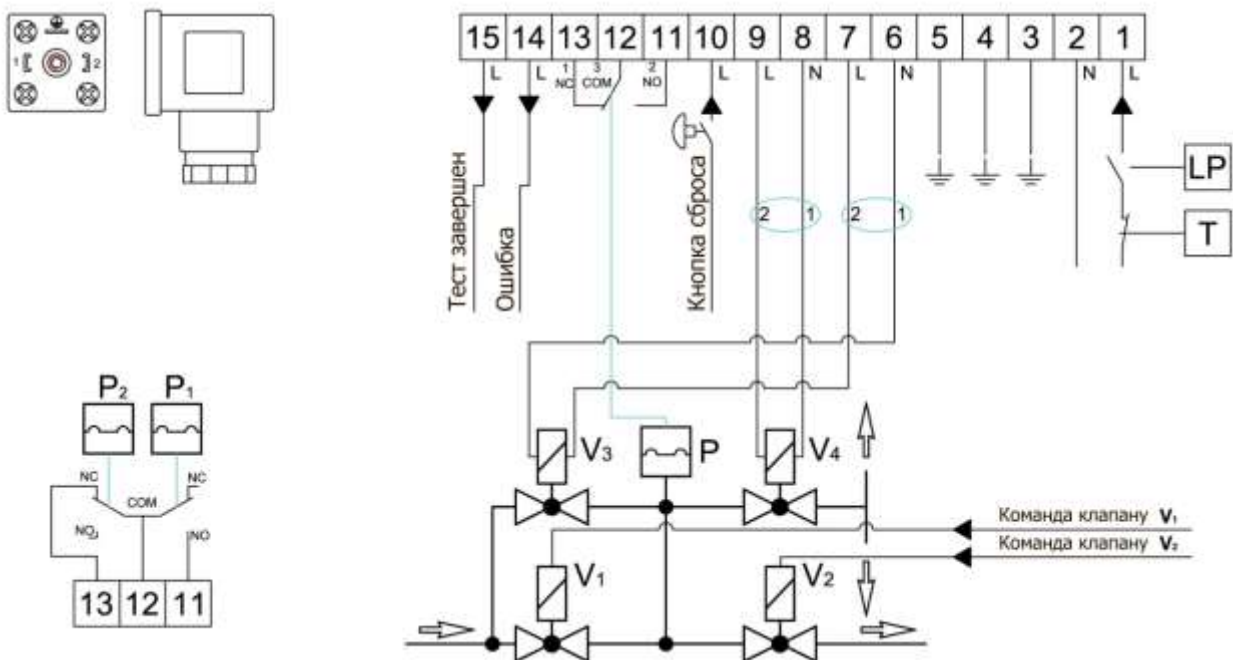 1 2
15 14 13 12 11 10 9 8 7 6 5 4 3 2 1
L L 1 3 2 L L N L N N L
NC COM NO
LP
T
2 1 2 1
Тест завершен
Ошибка
Кнопка сброса
P2 P1
V3 P V4
NC COM NC
NO NO
13 12 11
Команда клапану V1
Команда клапану V2
V1 V2